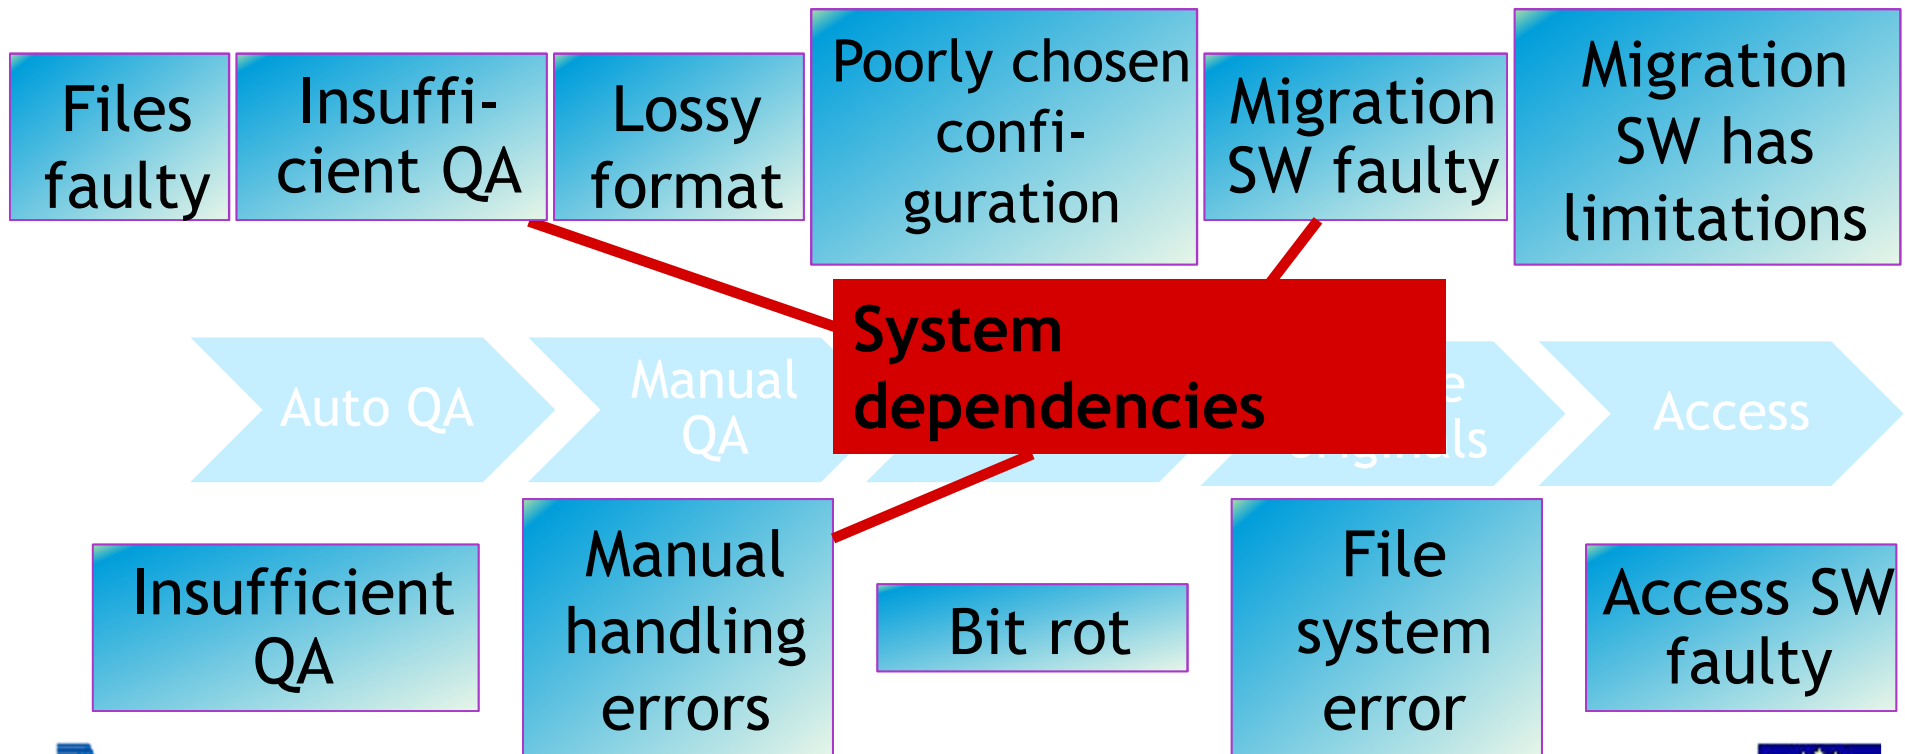 Files
faulty
Insuffi-
cient QA
Lossy
format
Poorly chosen
confi-
guration
Migration
SW faulty
Migration
SW has
limitations
System
dependencies
Auto QA
Manual
QA
Access
Insufficient
QA
Manual
handling
errors
Bit rot
File
system
error
Access SW
faulty